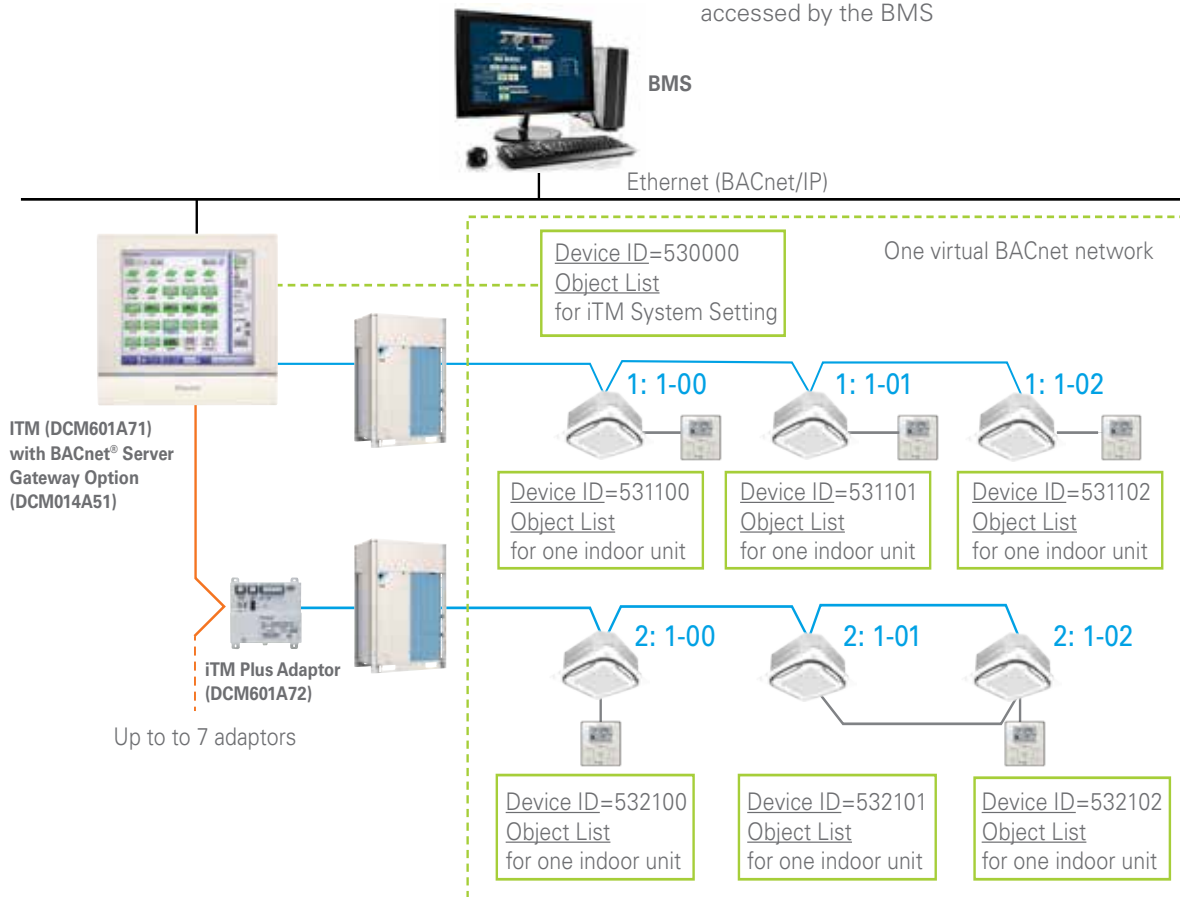 accessed by the BMS
BMS
Ethernet (BACnet/IP)
Device ID=530000
Object List
for iTM System Setting
One virtual BACnet network
1: 1-00
1: 1-01
1: 1-02
ITM (DCM601A71)
with BACnet® Server
Gateway Option
(DCM014A51)
Device ID=531100
Object List
for one indoor unit
Device ID=531101
Object List
for one indoor unit
Device ID=531102
Object List
for one indoor unit
iTM Plus Adaptor
(DCM601A72)
Up to to 7 adaptors
2: 1-00
2: 1-01
2: 1-02
Device ID=532100
Object List
for one indoor unit
Device ID=532101
Object List
for one indoor unit
Device ID=532102
Object List
for one indoor unit